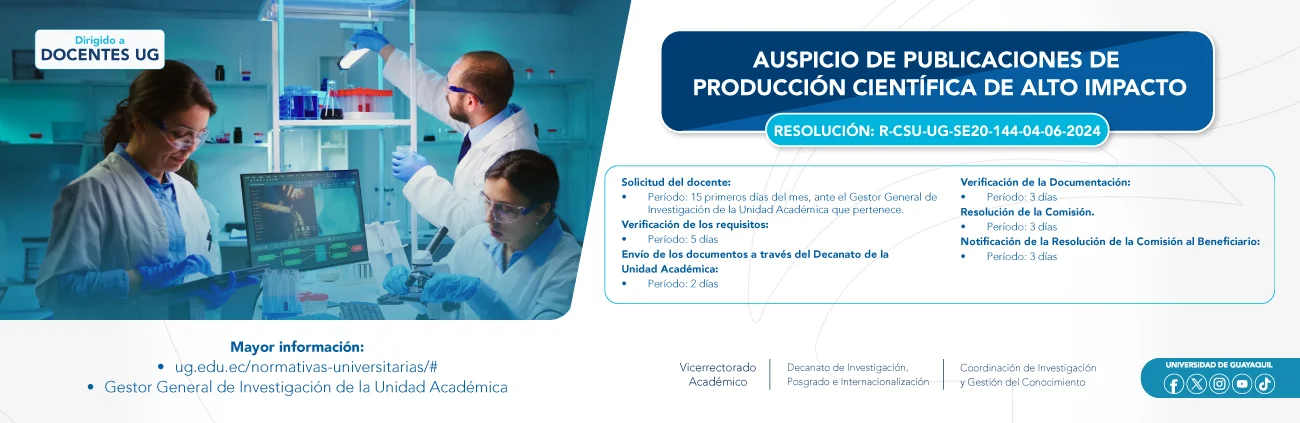 Dirigido a
DOCENTES UG
AUSPICIO DE PUBLICACIONES DE
PRODUCCIÓN CIENTÍFICA DE ALTO IMPACTO
RESOLUCIÓN: R-CSU-UG-SE20-144-04-06-2024
Solicitud del docente:
• Período: 15 primeros días del mes, ante el Gestor General de
Investigación de la Unidad Académica que pertenece.
Verificación de los requisitos:
• Período: 5 días
Envío de los documentos a través del Decanato de la
Unidad Académica:
• Período: 2 días
Verificación de la Documentación:
• Período: 3 días
Resolución de la Comisión.
• Período: 3 días
Notificación de la Resolución de la Comisión al Beneficiario:
• Período: 3 días
Mayor información:
• ug.edu.ec/normativas-universitarias/#
• Gestor General de Investigación de la Unidad Académica
Vicerrectorado
Académico
Decanato de Investigación,
Posgrado e Internacionalización
Coordinación de Investigación
y Gestión del Conocimiento
UNIVERSIDAD DE GUAYAQUIL